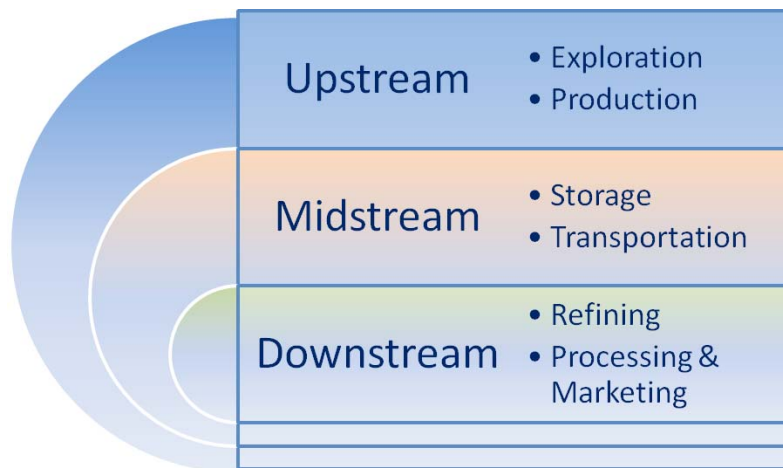 Upstream
• Exploration
• Production
Midstream
• Storage
• Transportation
Downstream
• Refining
• Processing &
Marketing